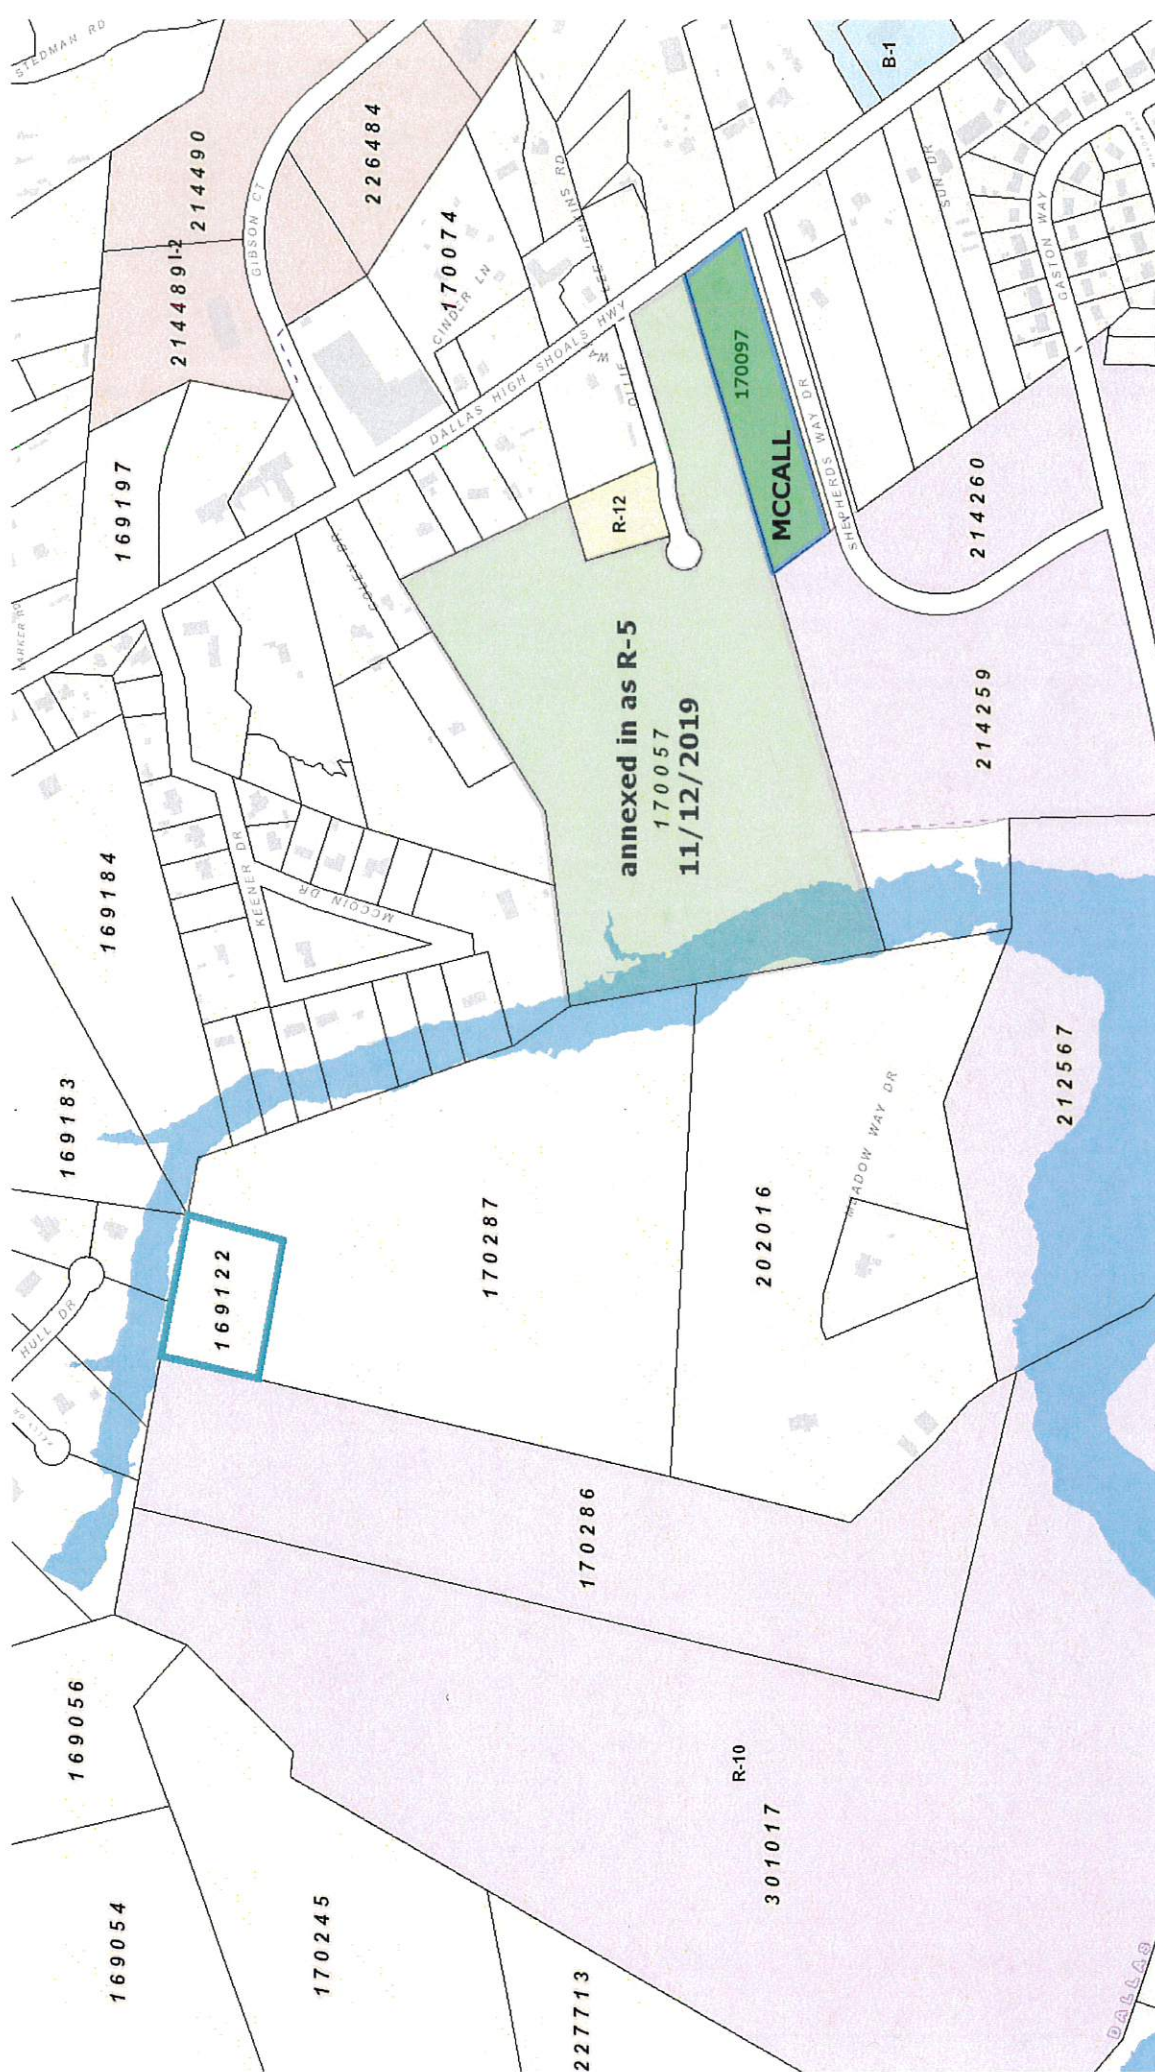 STEDMAN RD
214490
214489
I-2
226484
GIBSON CT
B-1
170074
CINDER LN
169197
DALLAS HIGH SHOALS HWY
SUN DR
GASTON WAY
170097
MCCALL
SHEPHERDS WAY DR
R-12
214260
COLEY DR
annexed in as R-5
170057
11/12/2019
214259
169184
KEENER DR
MCCOIN DR
169183
212567
MEADOW WAY DR
202016
170287
169122
HULL DR
170286
169056
R-10
301017
169054
170245
227713
DALLAS